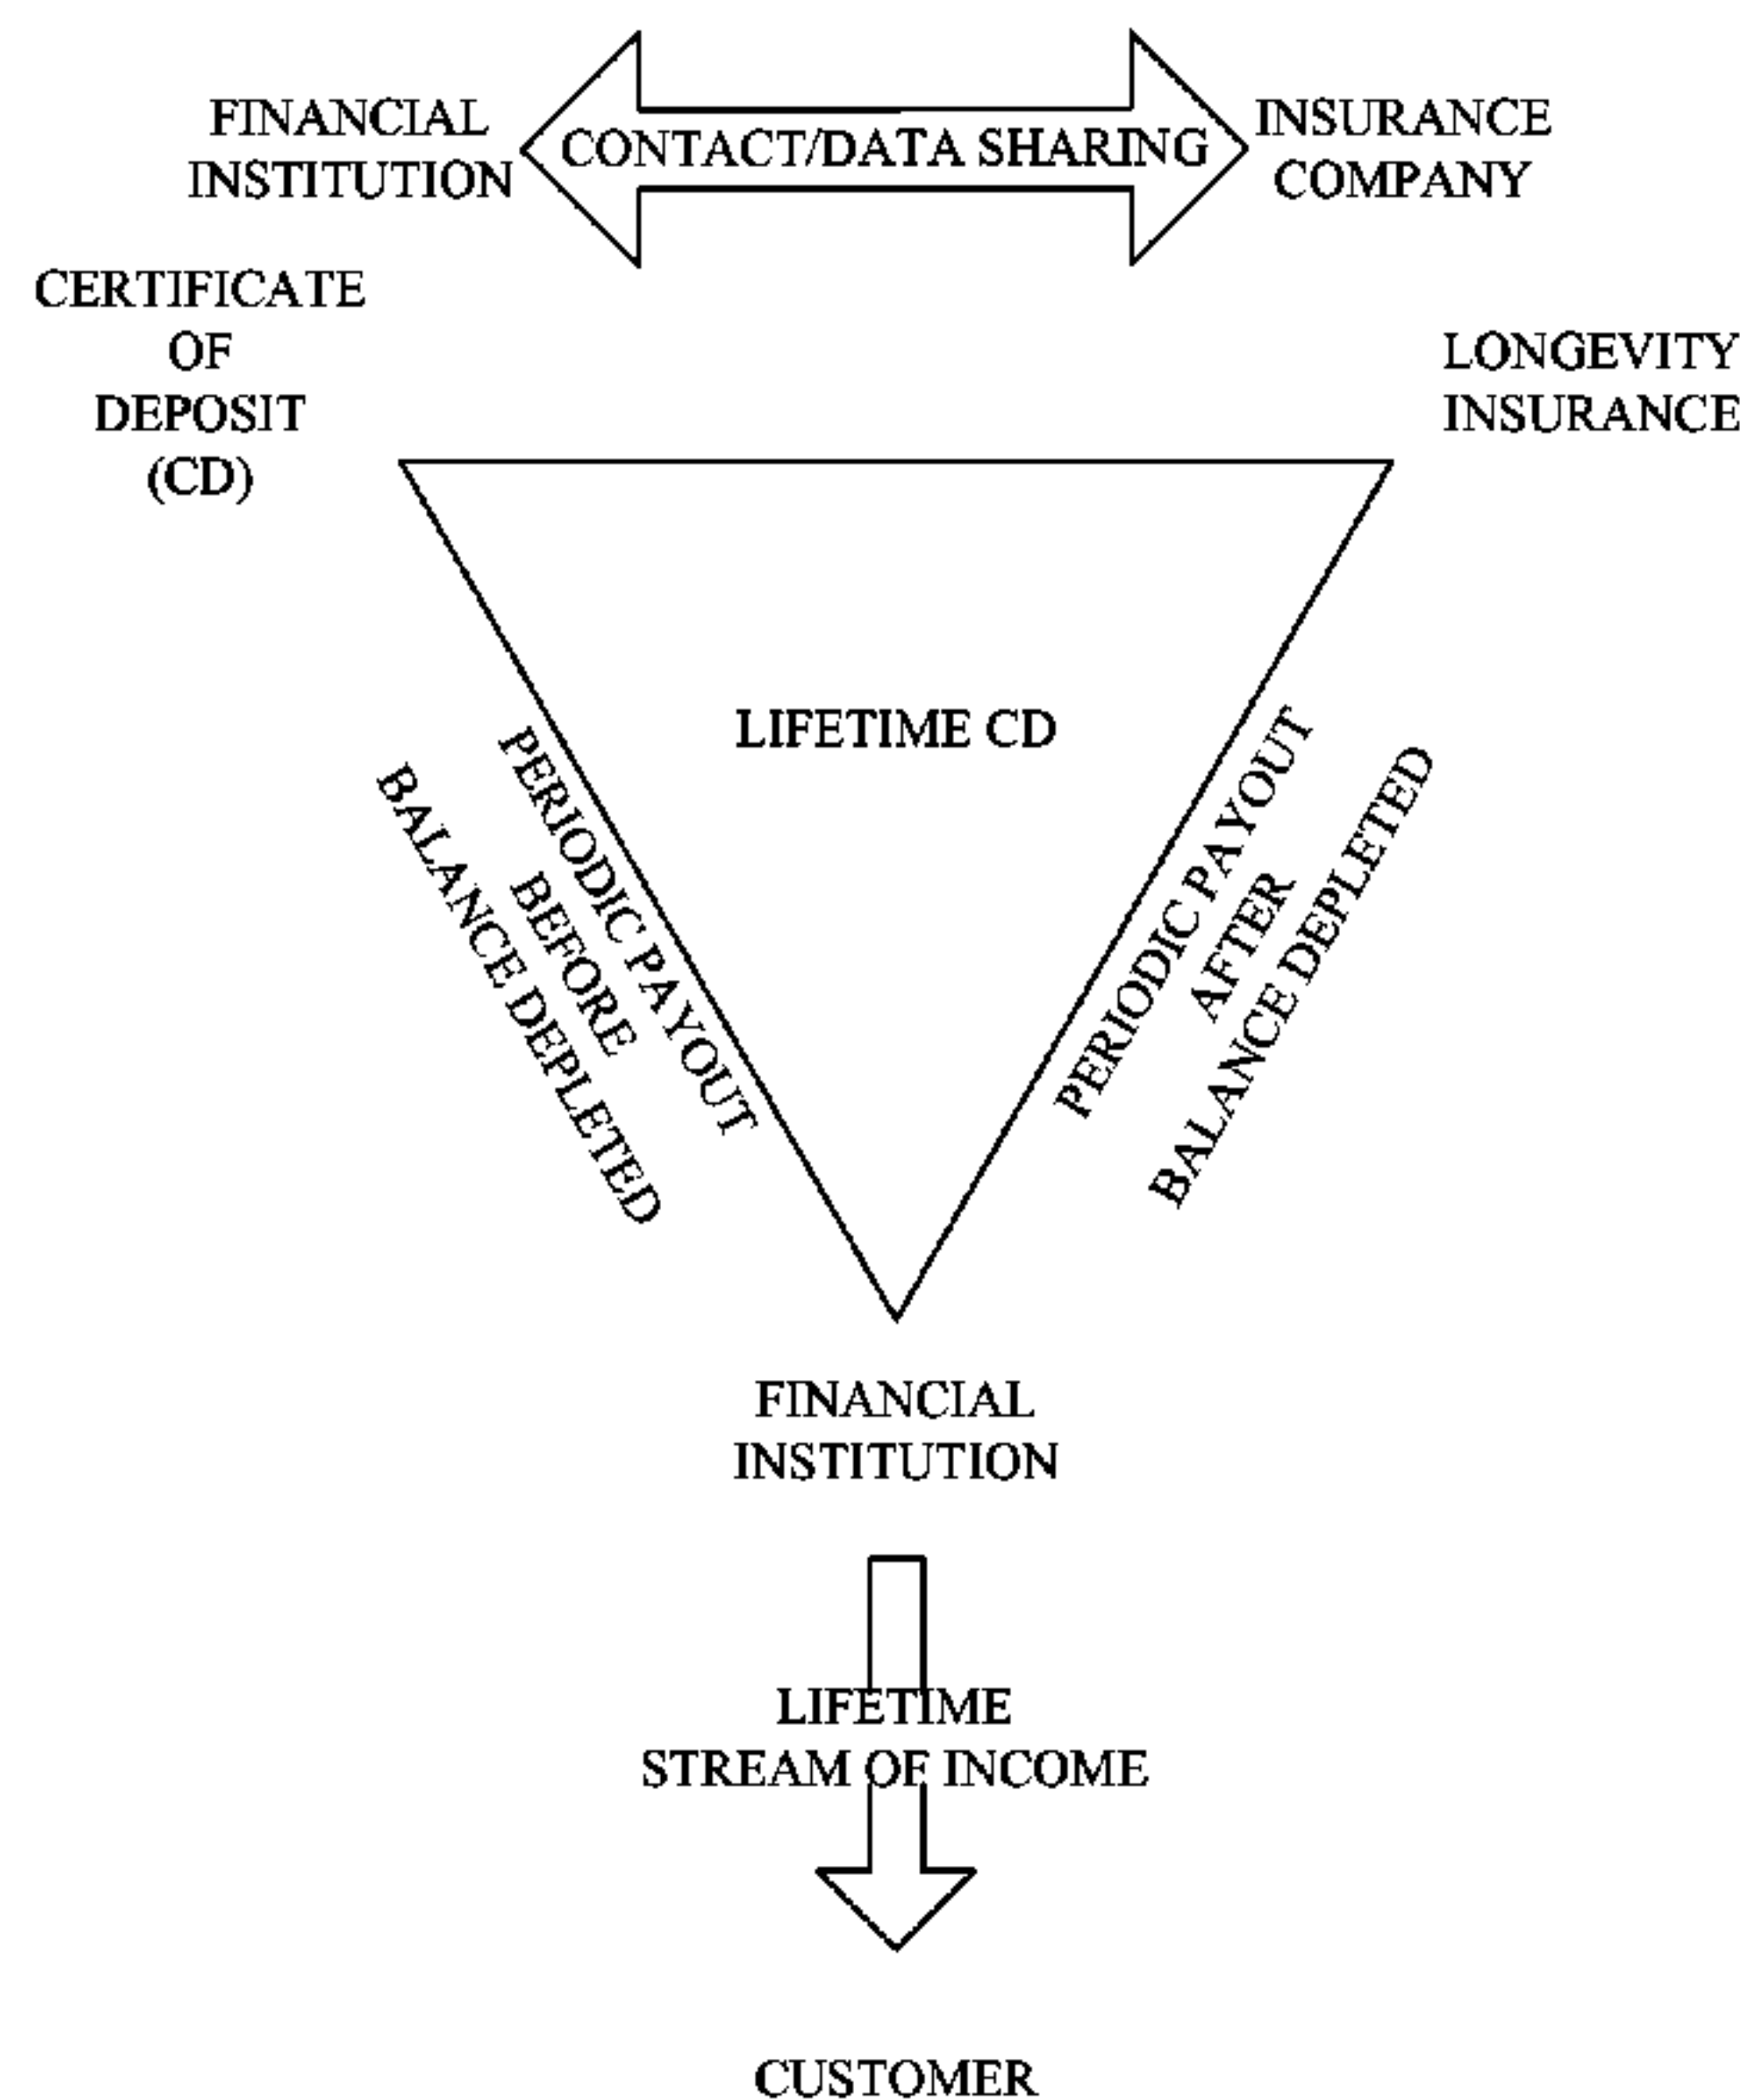 FINANCIAL
INSTITUTION
CONTACT/DATA SHARING
INSURANCE
COMPANY
CERTIFICATE
OF
DEPOSIT
(CD)
LONGEVITY
INSURANCE
LIFETIME CD
PERIODIC PAYOUT
BEFORE
BALANCE DEPLETED
PERIODIC PAYOUT
AFTER
BALANCE DEPLETED
FINANCIAL
INSTITUTION
LIFETIME
STREAM OF INCOME
CUSTOMER